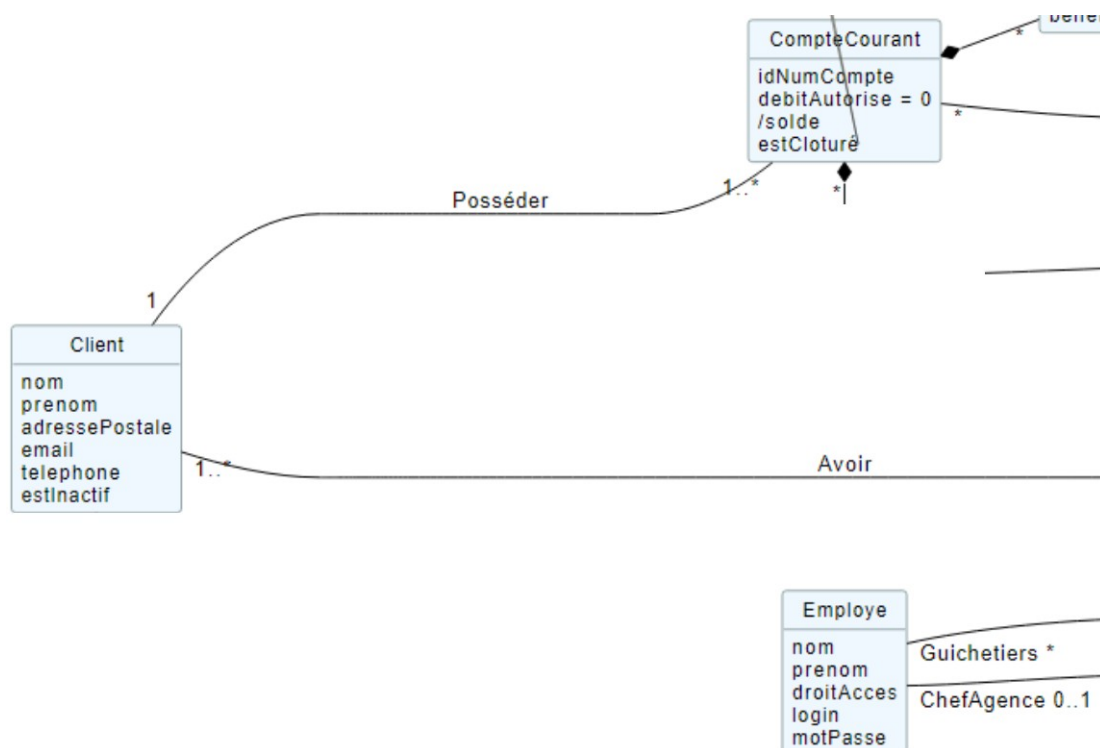 CompteCourant
idNumCompte
debitAutorise = 0
/solde
estCloturé
*
*
*
1..*
Posséder
1
Client
nom
prenom
adressePostale
email
telephone
estInactif
1..*
Avoir
Employe
nom
prenom
droitAcces
login
motPasse
Guichetiers *
ChefAgence 0..1